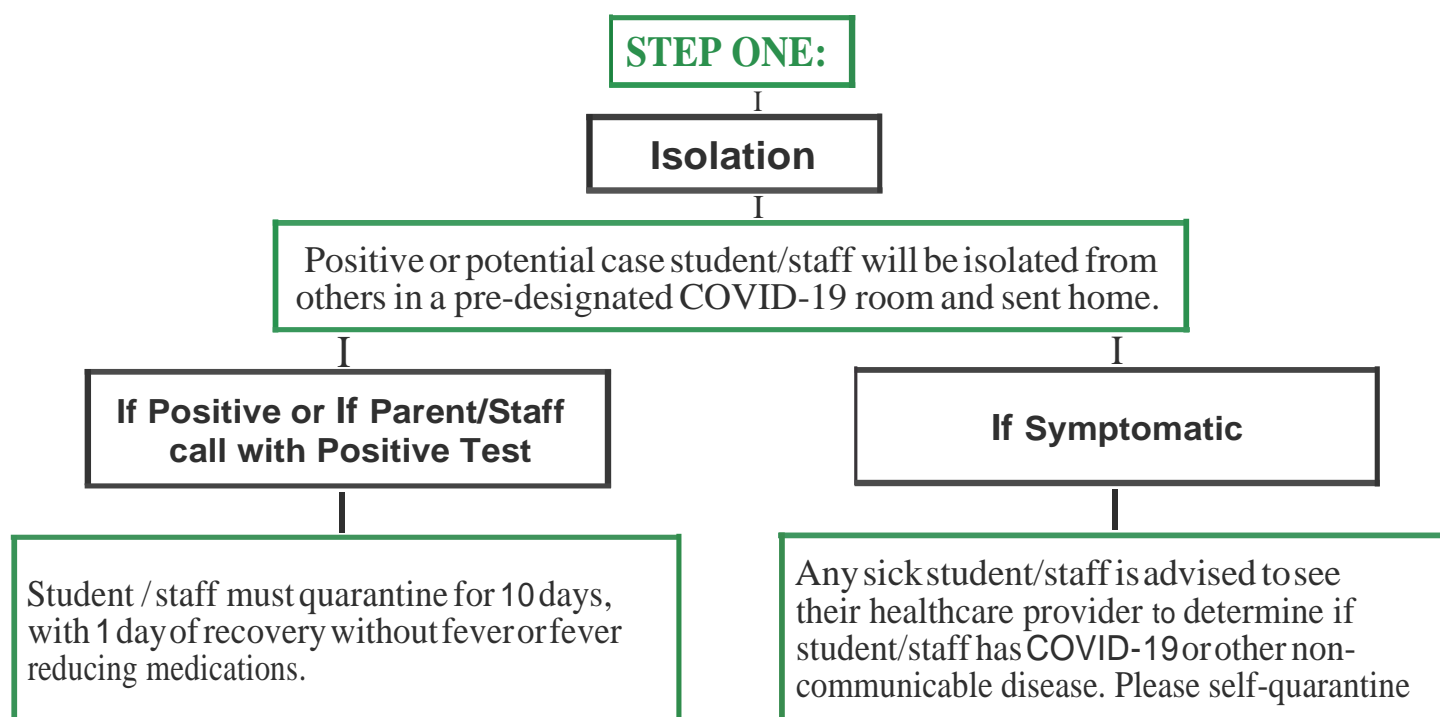 STEP ONE:
I
Isolation
I
Positive or potential case student/staff will be isolated from
others in a pre-designated COVID-19 room and sent home.
I
I
If Positive or If Parent/Staff
call with Positive Test
If Symptomatic
Student / staff must quarantine for 10 days,
with 1 day of recovery without fever or fever
reducing medications.
Any sick student/staff is advised to see
their healthcare provider to determine if
student/staff has COVID-19 or other non-
communicable disease. Please self-quarantine